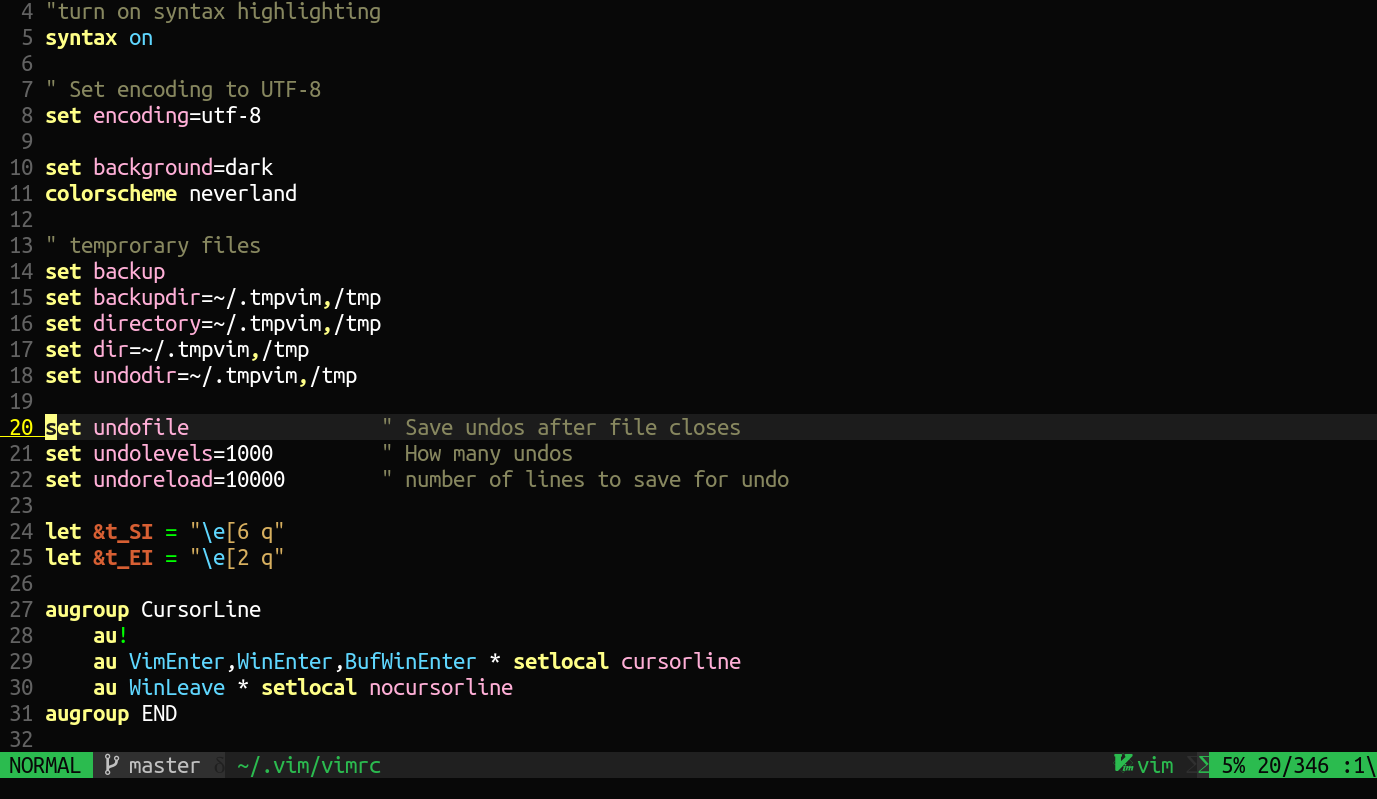 4 "turn on syntax highlighting
5 syntax on
6
7 " Set encoding to UTF-8
8 set encoding=utf-8
9
10 set background=dark
11 colorscheme neverland
12
13 " temprorary files
14 set backup
15 set backupdir=~/.tmpvim,/tmp
16 set directory=~/.tmpvim,/tmp
17 set dir=~/.tmpvim,/tmp
18 set undodir=~/.tmpvim,/tmp
19
20 set undofile                " Save undos after file closes
21 set undolevels=1000         " How many undos
22 set undoreload=10000        " number of lines to save for undo
23
24 let &t_SI = "\e[6 q"
25 let &t_EI = "\e[2 q"
26
27 augroup CursorLine
28     au!
29     au VimEnter,WinEnter,BufWinEnter * setlocal cursorline
30     au WinLeave * setlocal nocursorline
31 augroup END
32
NORMAL master δ ~/.vim/vimrc vim Σ 5% 20/346 :1\